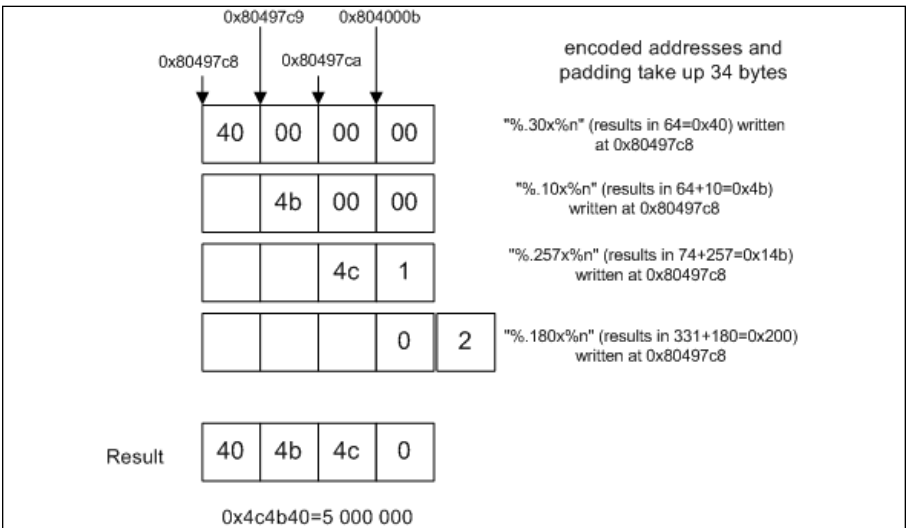 0x80497c9 0x804000b
0x80497c8 0x80497ca
encoded addresses and
padding take up 34 bytes
40 00 00 00
"%.30x%n" (results in 64=0x40) written
at 0x80497c8
4b 00 00
"%.10x%n" (results in 64+10=0x4b)
written at 0x80497c8
4c 1
"%.257x%n" (results in 74+257=0x14b)
written at 0x80497c8
0 2
"%.180x%n" (results in 331+180=0x200)
written at 0x80497c8
Result 40 4b 4c 0
0x4c4b40=5 000 000